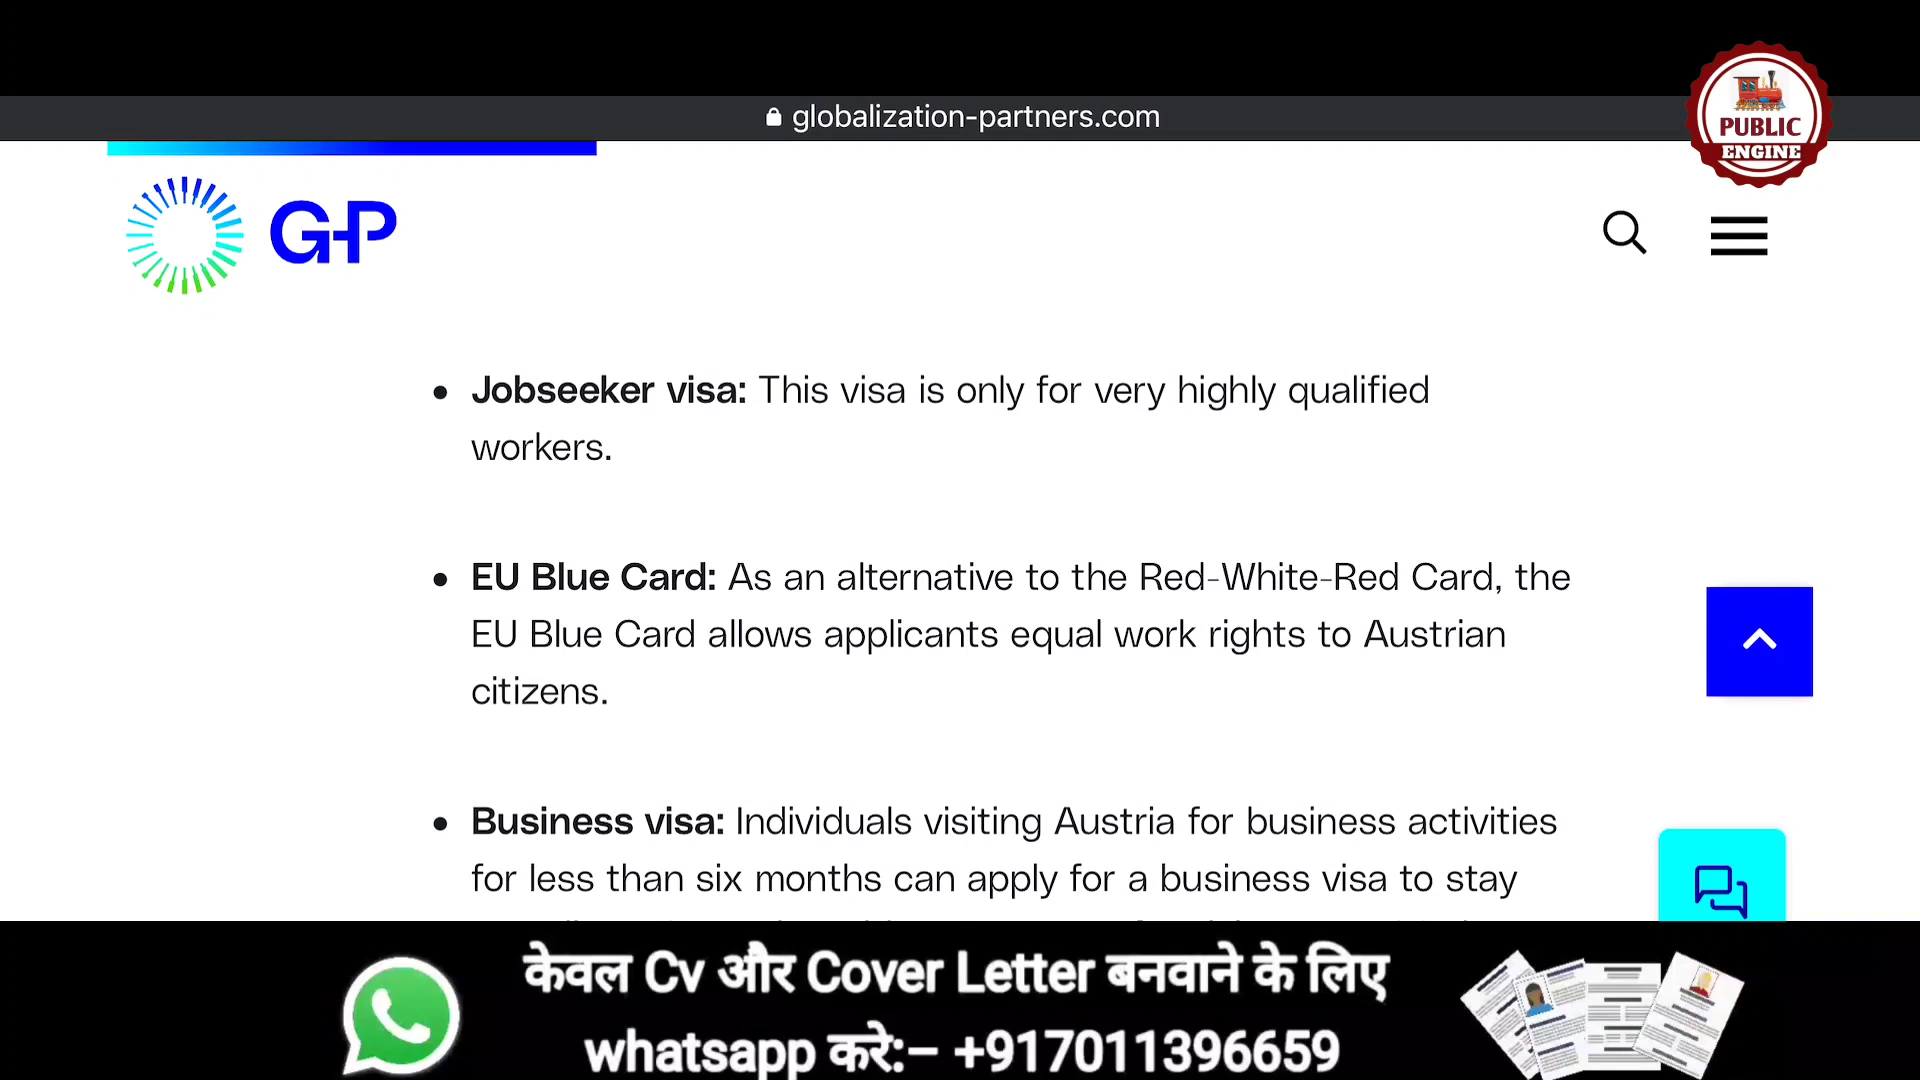 globalization-partners.com
PUBLIC
ENGINE
G-P
Jobseeker visa: This visa is only for very highly qualified
workers.
EU Blue Card: As an alternative to the Red-White-Red Card, the
EU Blue Card allows applicants equal work rights to Austrian
citizens.
Business visa: Individuals visiting Austria for business activities
for less than six months can apply for a business visa to stay
केवल Cv और Cover Letter बनवाने के लिए
whatsapp करे:– +917011396659